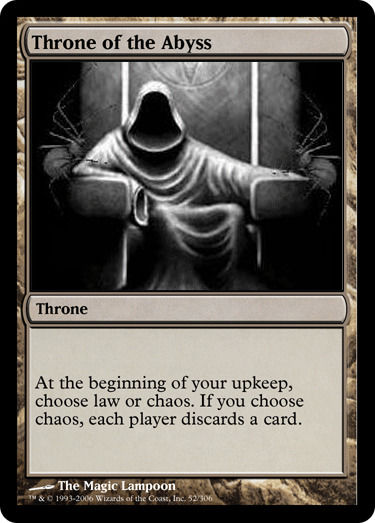 Throne of the Abyss
Throne
At the beginning of your upkeep,
choose law or chaos. If you choose
chaos, each player discards a card.
The Magic Lampoon
™ & © 1993-2006 Wizards of the Coast, Inc. 52/306